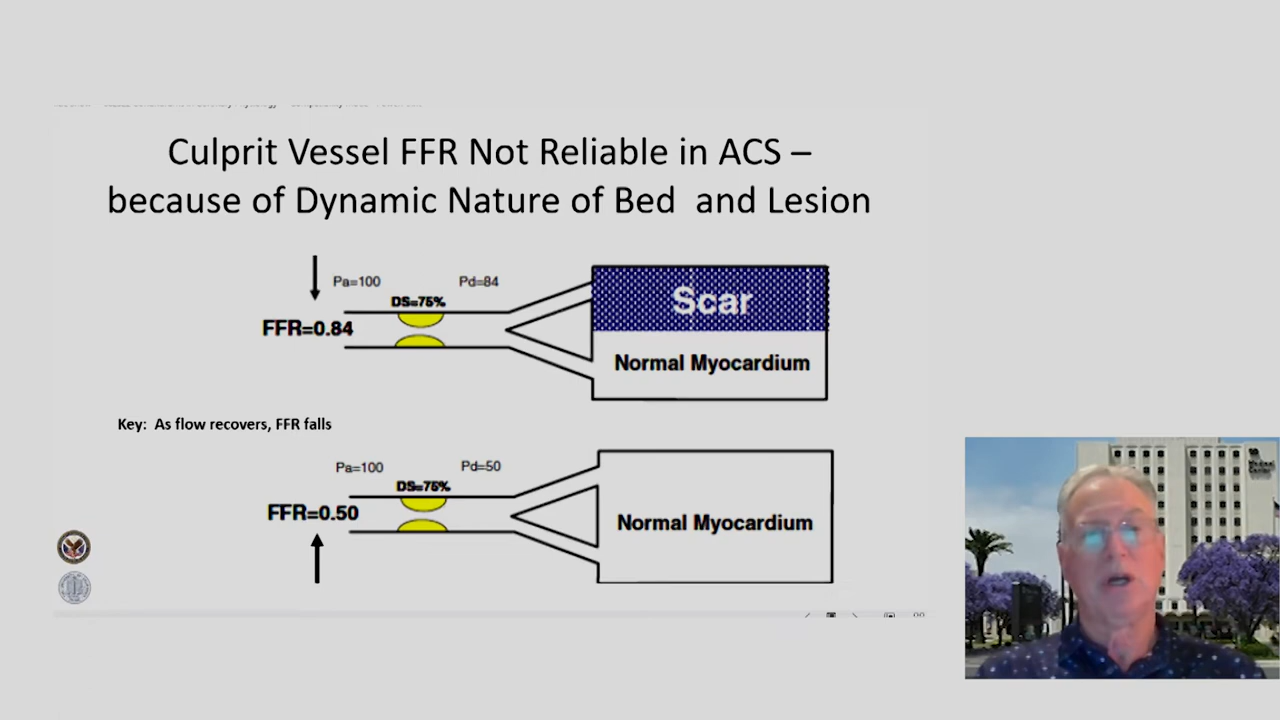 Culprit Vessel FFR Not Reliable in ACS –
because of Dynamic Nature of Bed and Lesion
Pa=100
Pd=84
DS=75%
FFR=0.84
Scar
Normal Myocardium
Key: As flow recovers, FFR falls
Pa=100
Pd=50
DS=75%
FFR=0.50
Normal Myocardium